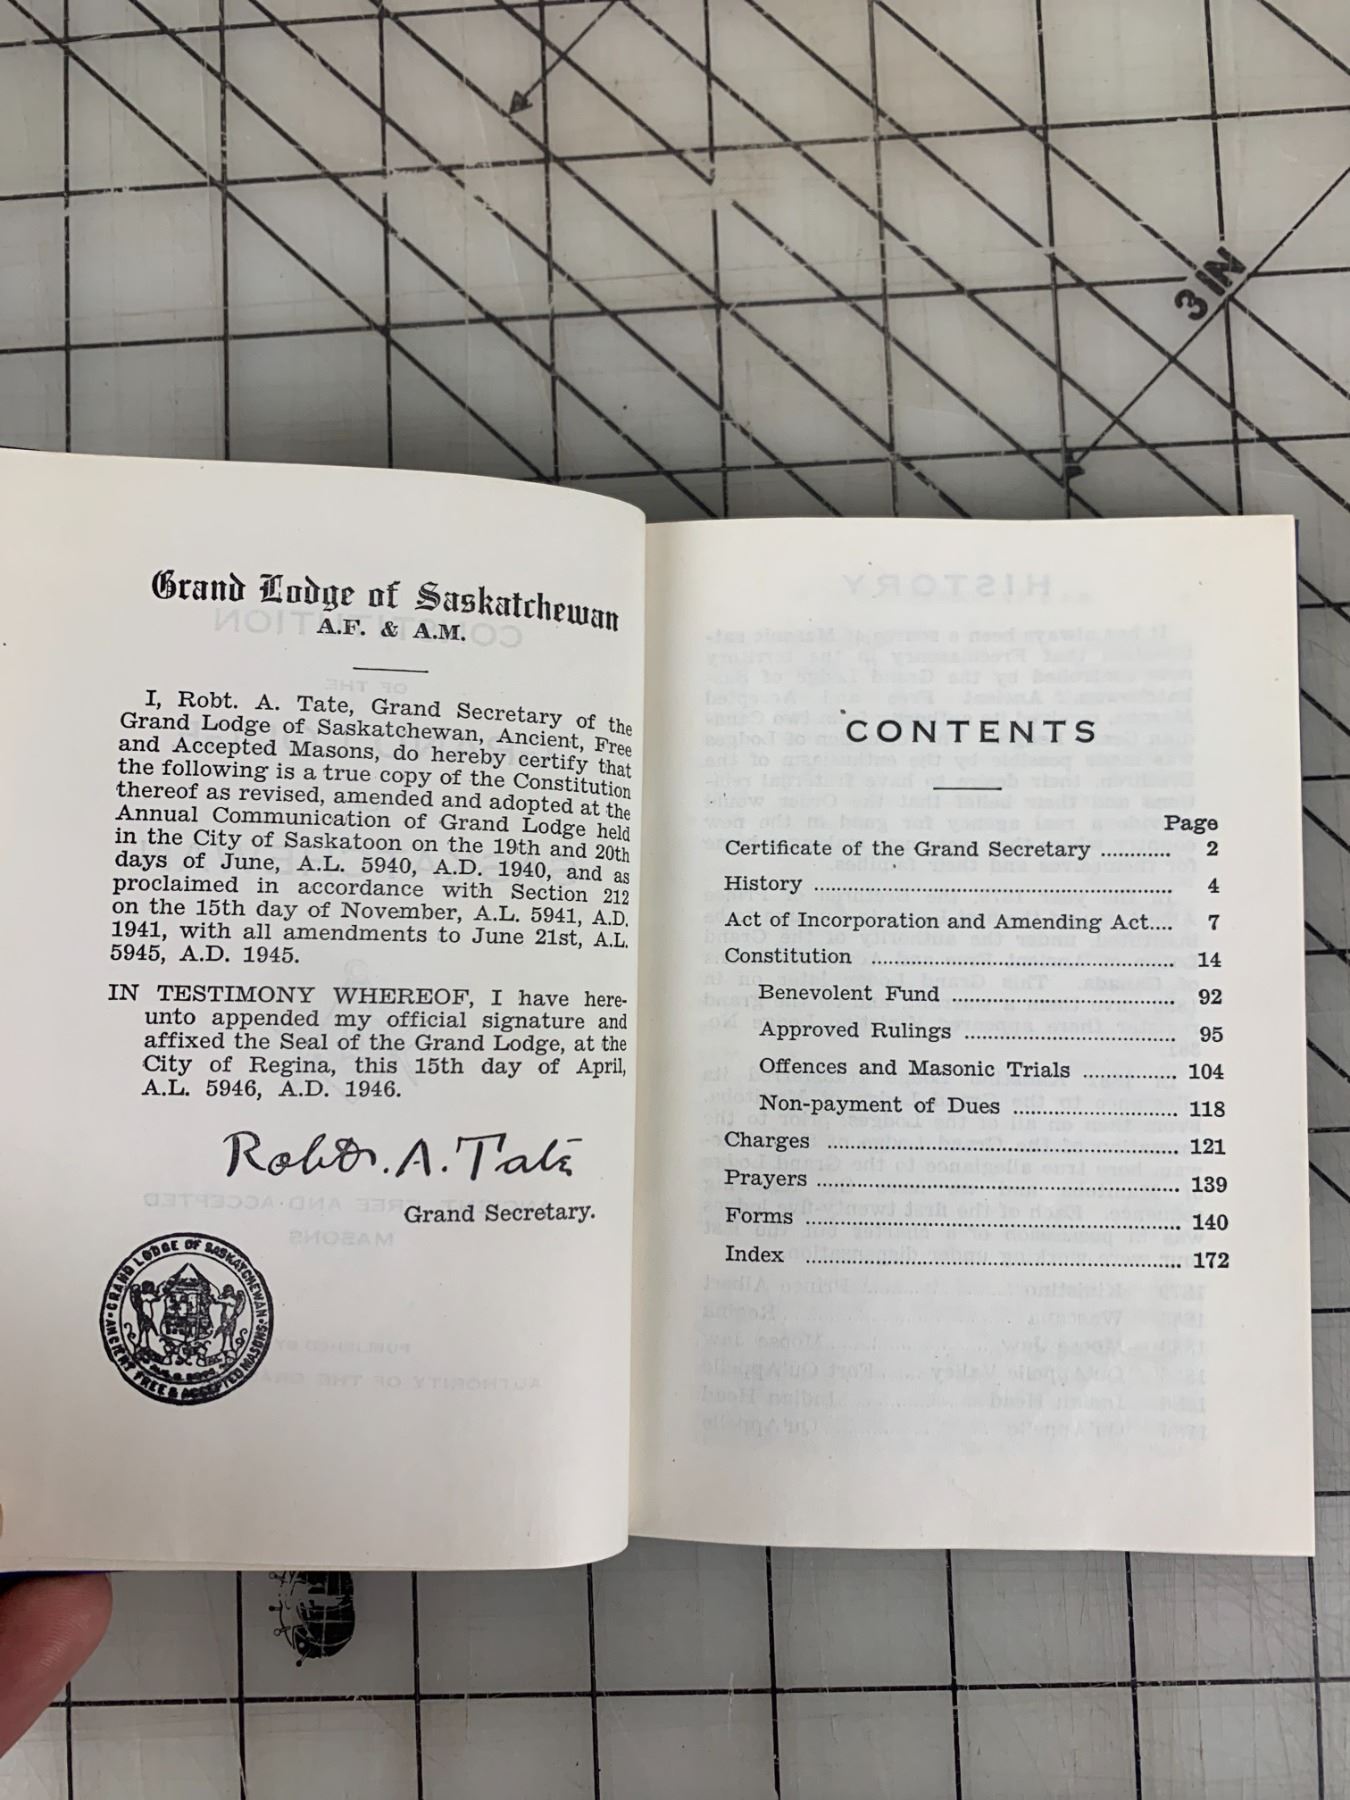 3 IN
Grand Lodge of Saskatchewan
A.F. & A.M.
I, Robt. A. Tate, Grand Secretary of the
Grand Lodge of Saskatchewan, Ancient, Free
and Accepted Masons, do hereby certify that
the following is a true copy of the Constitution
thereof as revised, amended and adopted at the
Annual Communication of Grand Lodge held
in the City of Saskatoon on the 19th and 20th
days of June, A.L. 5940, A.D. 1940, and as
proclaimed in accordance with Section 212
on the 15th day of November, A.L. 5941, A.D.
1941, with all amendments to June 21st, A.L.
5945, A.D. 1945.
IN TESTIMONY WHEREOF, I have here-
unto appended my official signature and
affixed the Seal of the Grand Lodge, at the
City of Regina, this 15th day of April,
A.L. 5946, A.D. 1946.
Robt. A. Tate
Grand Secretary.
GRAND LODGE OF SASKATCHEWAN
ANCIENT FREE & ACCEPTED MASONS
CONTENTS
Page
Certificate of the Grand Secretary ........... 2
History ........... 4
Act of Incorporation and Amending Act.... 7
Constitution ........... 14
Benevolent Fund ........... 92
Approved Rulings ........... 95
Offences and Masonic Trials ........... 104
Non-payment of Dues ........... 118
Charges ........... 121
Prayers ........... 139
Forms ........... 140
Index ........... 172